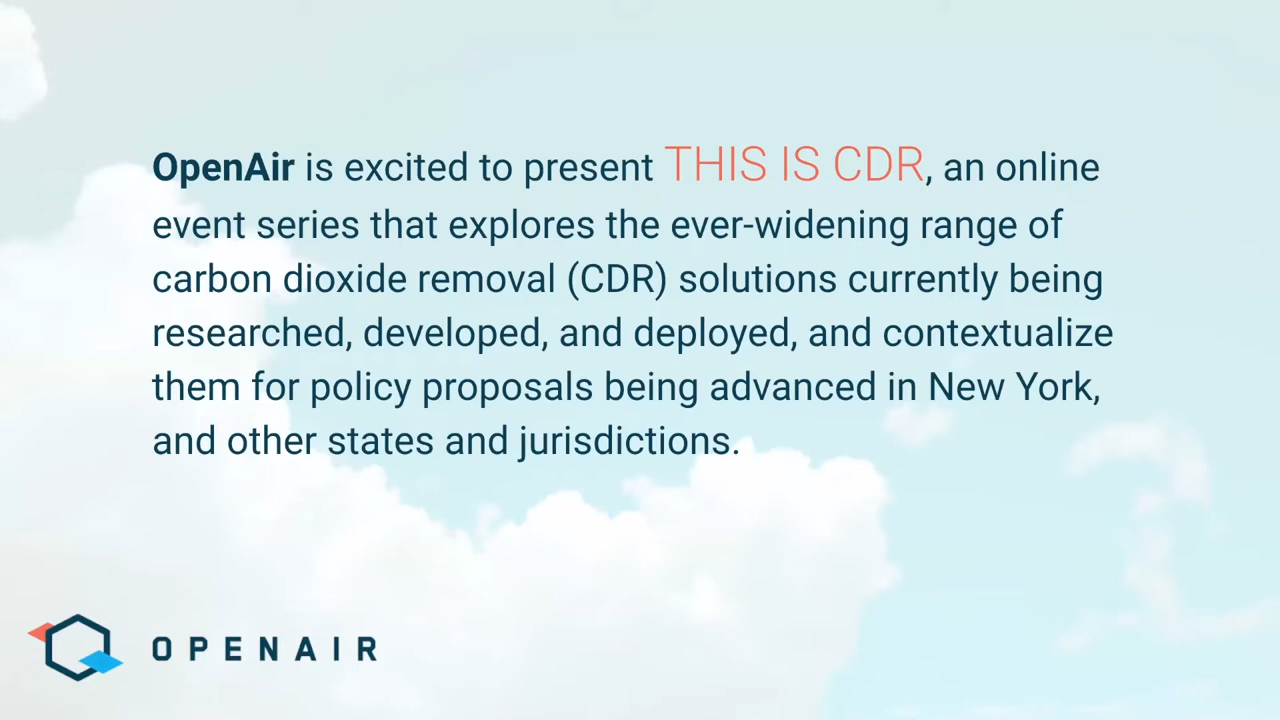 OpenAir is excited to present THIS IS CDR, an online
event series that explores the ever-widening range of
carbon dioxide removal (CDR) solutions currently being
researched, developed, and deployed, and contextualize
them for policy proposals being advanced in New York,
and other states and jurisdictions.
OPENAIR